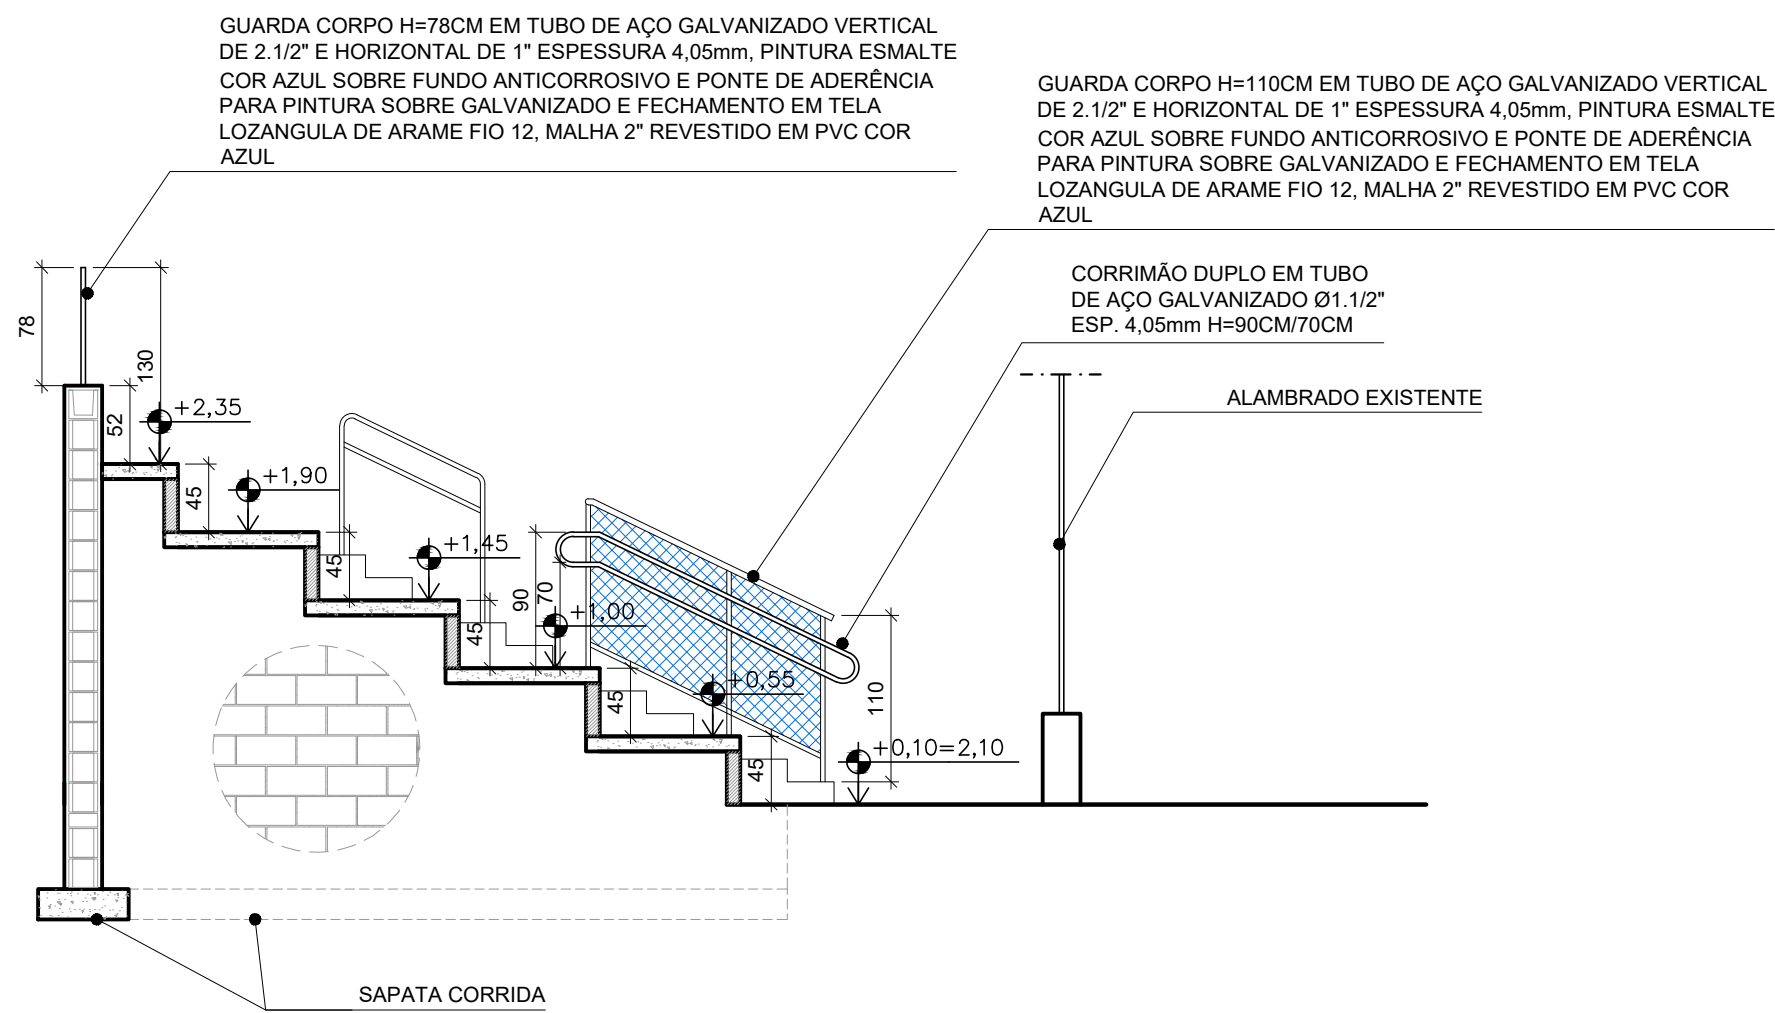 GUARDA CORPO H=78CM EM TUBO DE AÇO GALVANIZADO VERTICAL
DE 2.1/2" E HORIZONTAL DE 1" ESPESSURA 4,05mm, PINTURA ESMALTE
COR AZUL SOBRE FUNDO ANTICORROSIVO E PONTE DE ADERÊNCIA
PARA PINTURA SOBRE GALVANIZADO E FECHAMENTO EM TELA
LOZANGULA DE ARAME FIO 12, MALHA 2" REVESTIDO EM PVC COR
AZUL
GUARDA CORPO H=110CM EM TUBO DE AÇO GALVANIZADO VERTICAL
DE 2.1/2" E HORIZONTAL DE 1" ESPESSURA 4,05mm, PINTURA ESMALTE
COR AZUL SOBRE FUNDO ANTICORROSIVO E PONTE DE ADERÊNCIA
PARA PINTURA SOBRE GALVANIZADO E FECHAMENTO EM TELA
LOZANGULA DE ARAME FIO 12, MALHA 2" REVESTIDO EM PVC COR
AZUL
CORRIMÃO DUPLO EM TUBO
DE AÇO GALVANIZADO Ø1.1/2"
ESP. 4,05mm H=90CM/70CM
ALAMBRADO EXISTENTE
78
130
52
+2,35
45
+1,90
45
+1,45
45
90
70
+1,00
45
+0,55
45
110
+0,10=2,10
SAPATA CORRIDA